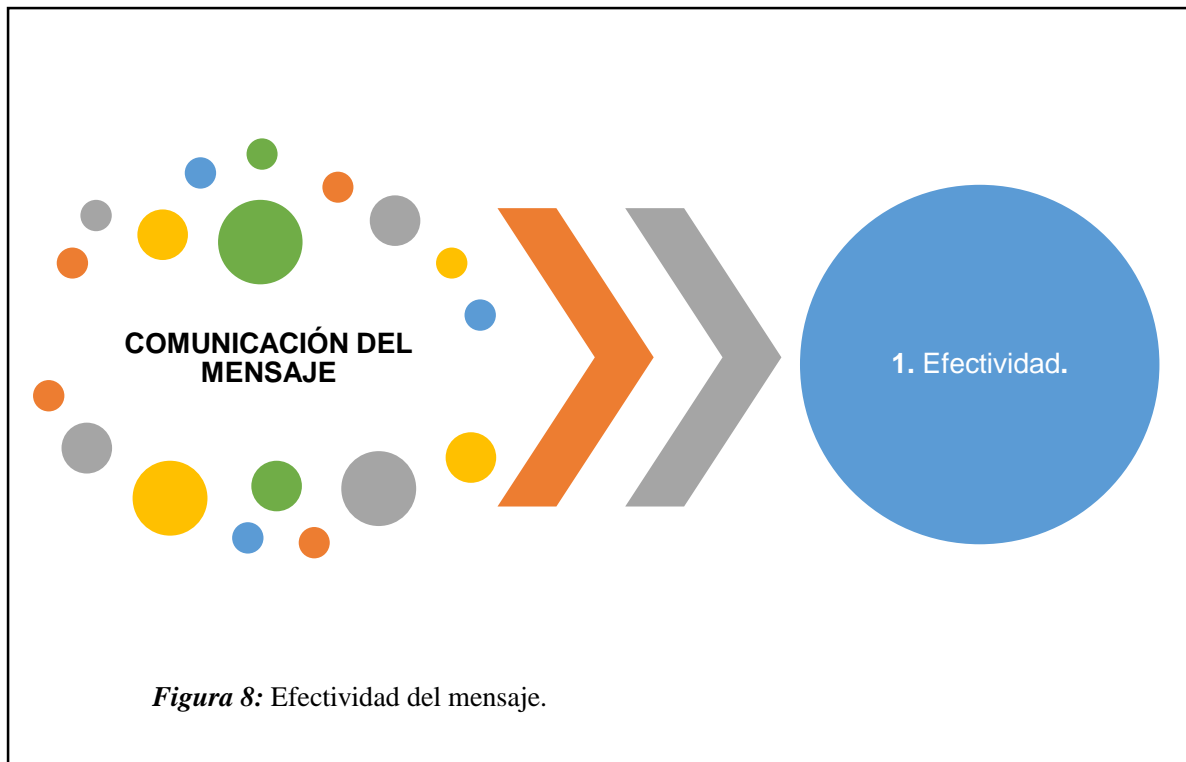 COMUNICACIÓN DEL
MENSAJE
1. Efectividad.
Figura 8: Efectividad del mensaje.